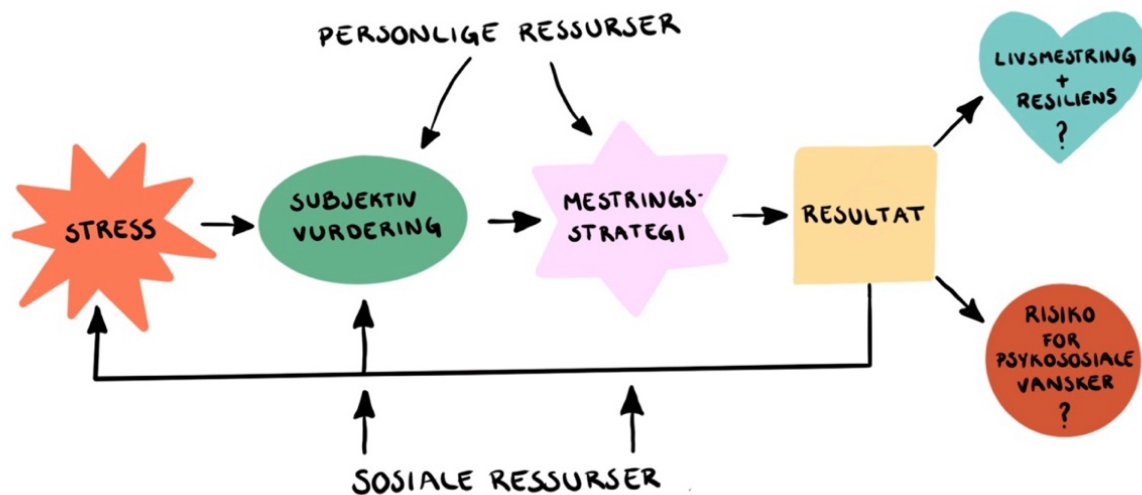 PERSONLIGE RESSURSER
STRESS
SUBJEKTIV
VURDERING
MESTRINGS-
STRATEGI
RESULTAT
LIVSMESTRING
+
RESILIENS
?
RISIKO
FOR
PSYKOSOSIALE
VANSKER
?
SOSIALE RESSURSER